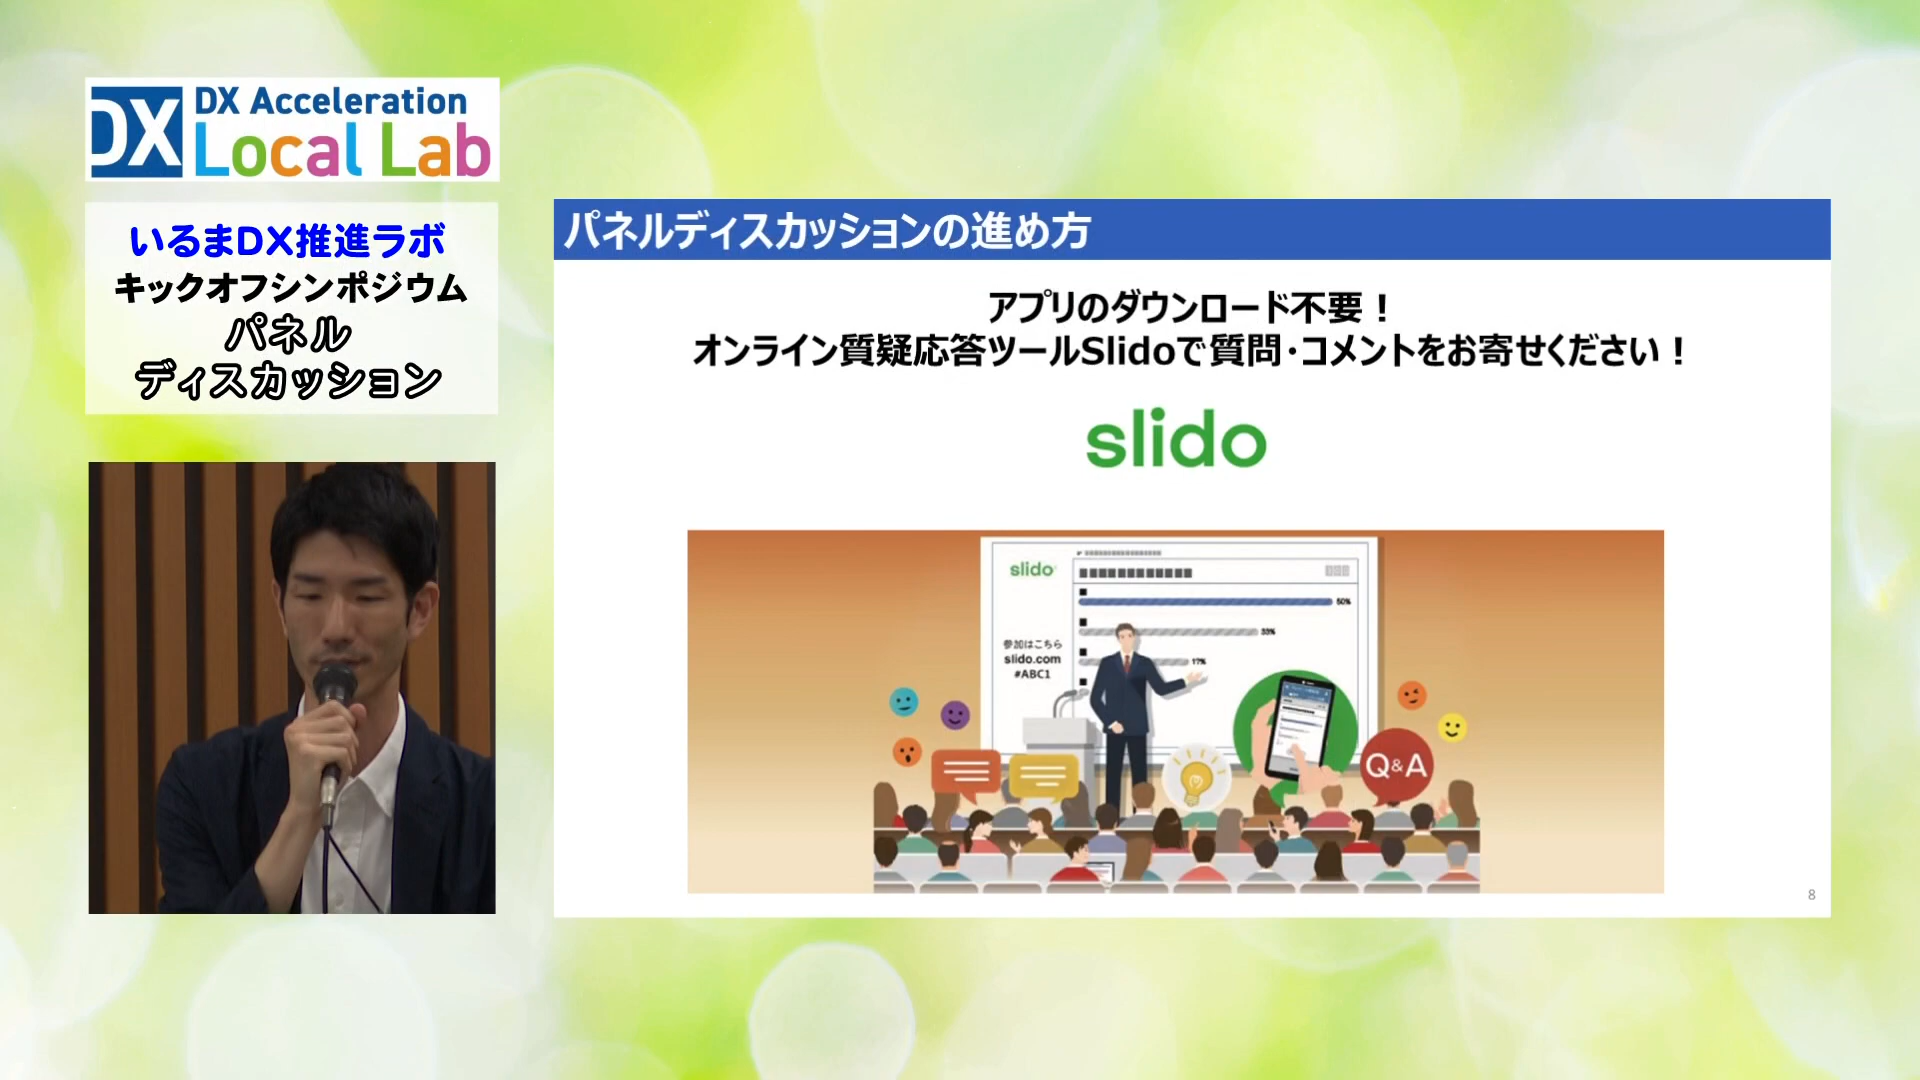 DX
DX Acceleration
Local Lab
いるまDX推進ラボ
キックオフシンポジウム
パネル
ディスカッション
パネルディスカッションの進め方
アプリのダウンロード不要！
オンライン質疑応答ツールSlidoで質問・コメントをお寄せください！
slido
slido
50%
33%
17%
参加はこちら
slido.com
#ABC1
Q&A
8